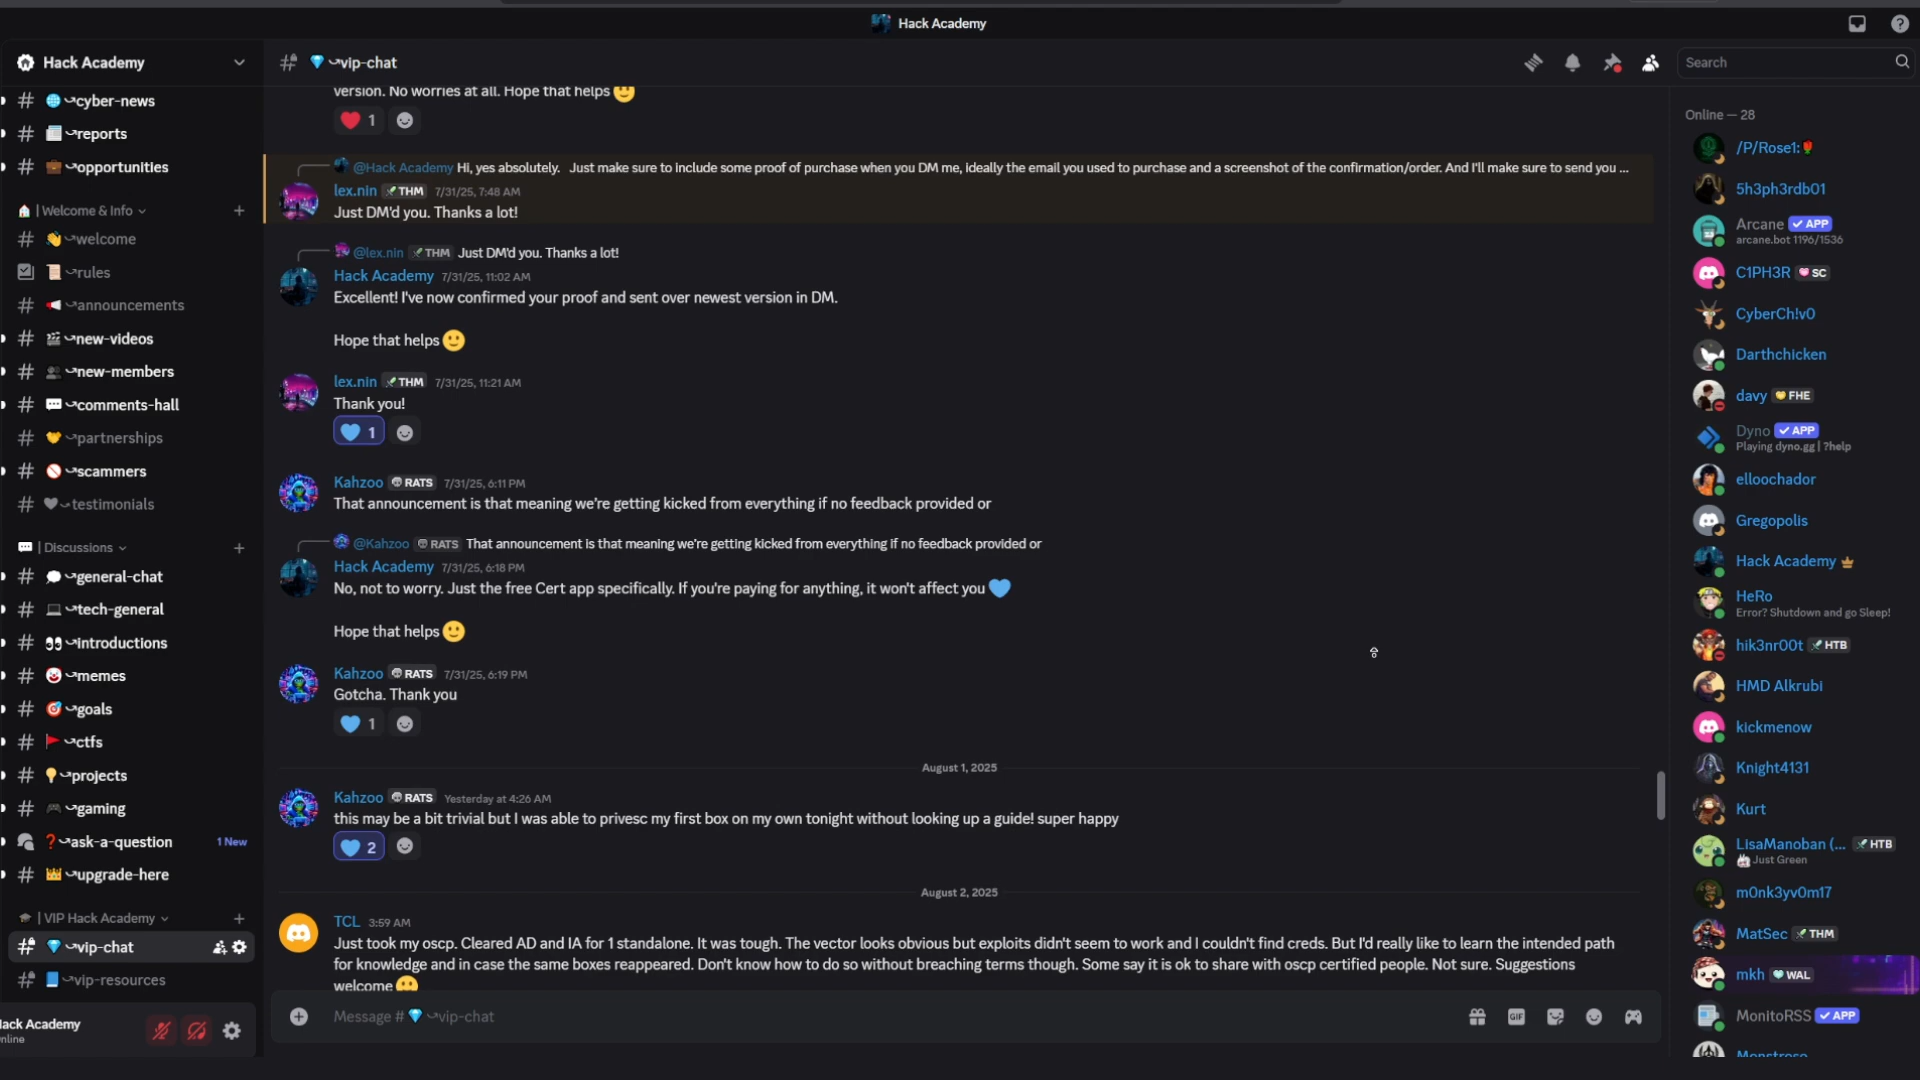 Hack Academy
Hack Academy
⤳cyber-news
⤳reports
⤳opportunities
| Welcome & Info
⤳welcome
⤳rules
⤳announcements
⤳new-videos
⤳new-members
⤳comments-hall
⤳partnerships
⤳scammers
⤳testimonials
| Discussions
⤳general-chat
⤳tech-general
⤳introductions
⤳memes
⤳goals
⤳ctfs
⤳projects
⤳gaming
⤳ask-a-question 1 New
⤳upgrade-here
| VIP Hack Academy
⤳vip-chat
⤳vip-resources
Hack Academy
Online
⤳vip-chat
Search
version. No worries at all. Hope that helps
1
@Hack Academy Hi, yes absolutely. Just make sure to include some proof of purchase when you DM me, ideally the email you used to purchase and a screenshot of the confirmation/order. And I'll make sure to send you ...
lex.nin THM 7/31/25, 7:48 AM
Just DM'd you. Thanks a lot!
@lex.nin THM Just DM'd you. Thanks a lot!
Hack Academy 7/31/25, 11:02 AM
Excellent! I've now confirmed your proof and sent over newest version in DM.
Hope that helps
lex.nin THM 7/31/25, 11:21 AM
Thank you!
1
Kahzoo RATS 7/31/25, 6:11 PM
That announcement is that meaning we're getting kicked from everything if no feedback provided or
@Kahzoo RATS That announcement is that meaning we're getting kicked from everything if no feedback provided or
Hack Academy 7/31/25, 6:18 PM
No, not to worry. Just the free Cert app specifically. If you're paying for anything, it won't affect you
Hope that helps
Kahzoo RATS 7/31/25, 6:19 PM
Gotcha. Thank you
1
August 1, 2025
Kahzoo RATS Yesterday at 4:26 AM
this may be a bit trivial but I was able to privesc my first box on my own tonight without looking up a guide! super happy
2
August 2, 2025
TCL 3:59 AM
Just took my oscp. Cleared AD and IA for 1 standalone. It was tough. The vector looks obvious but exploits didn't seem to work and I couldn't find creds. But I'd really like to learn the intended path
for knowledge and in case the same boxes reappeared. Don't know how to do so without breaching terms though. Some say it is ok to share with oscp certified people. Not sure. Suggestions
welcome
Message # ⤳vip-chat
GIF
Online — 28
/P/Rose1:
5h3ph3rdb01
Arcane APP
arcane.bot 1196/1536
C1PH3R SC
CyberCh!v0
Darthchicken
davy FHE
Dyno APP
Playing dyno.gg | ?help
elloochador
Gregopolis
Hack Academy
HeRo
Error? Shutdown and go Sleep!
hik3nr00t HTB
HMD Alkrubi
kickmenow
Knight4131
Kurt
LisaManoban (... HTB
Just Green
m0nk3yv0m17
MatSec THM
mkh WAL
MonitoRSS APP